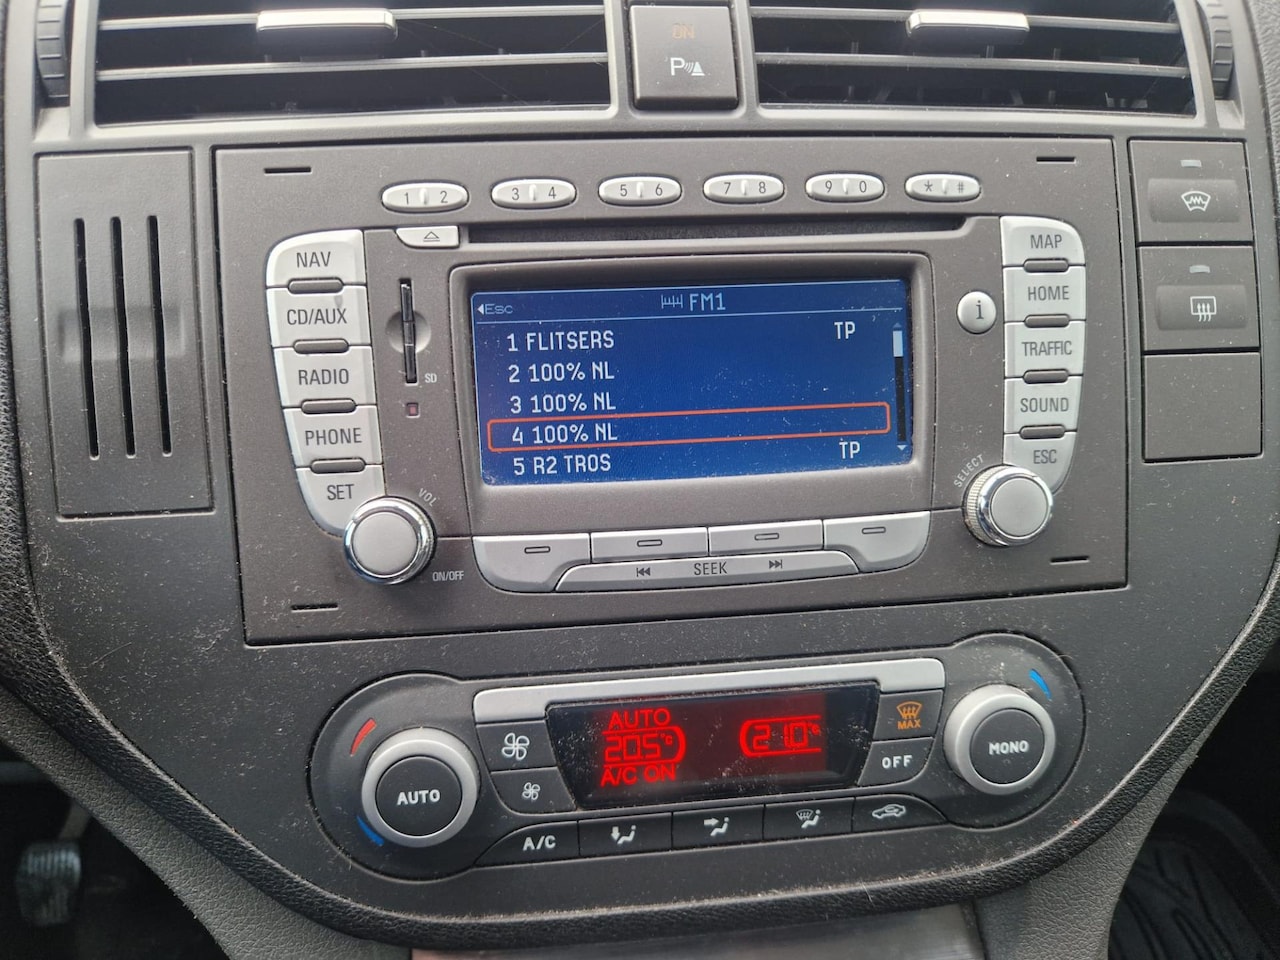 ON
P
1 2
3 4
5 6
7 8
9 0
* #
NAV
CD/AUX
RADIO
PHONE
SET
VOL
ON/OFF
SD
Esc FM1
1 FLITSERS TP
2 100% NL
3 100% NL
4 100% NL
5 R2 TROS TP
i
MAP
HOME
TRAFFIC
SOUND
ESC
SELECT
SEEK
AUTO
20.5°C
A/C ON
21.0°C
MAX
OFF
AUTO
MONO
A/C